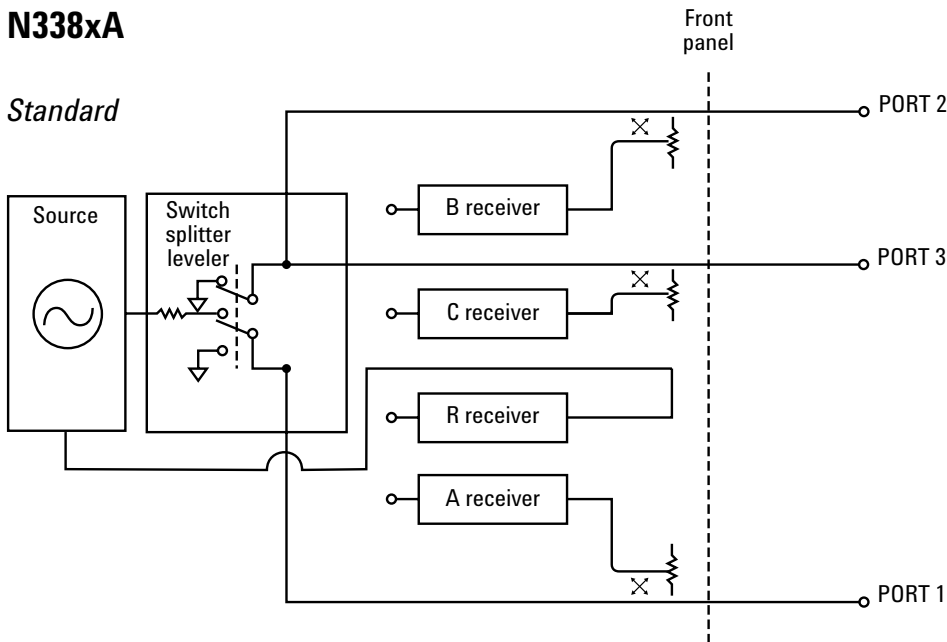 N338xA
Front
panel
Standard
PORT 2
Source
Switch
splitter
leveler
B receiver
PORT 3
C receiver
R receiver
A receiver
PORT 1